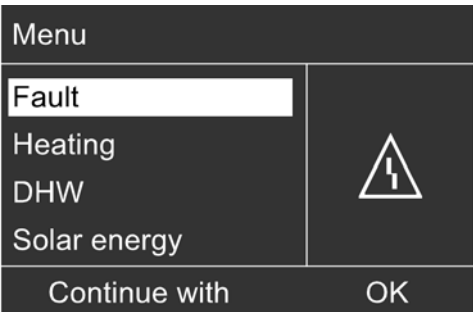 Menu
Fault
Heating
DHW
Solar energy
Continue with OK